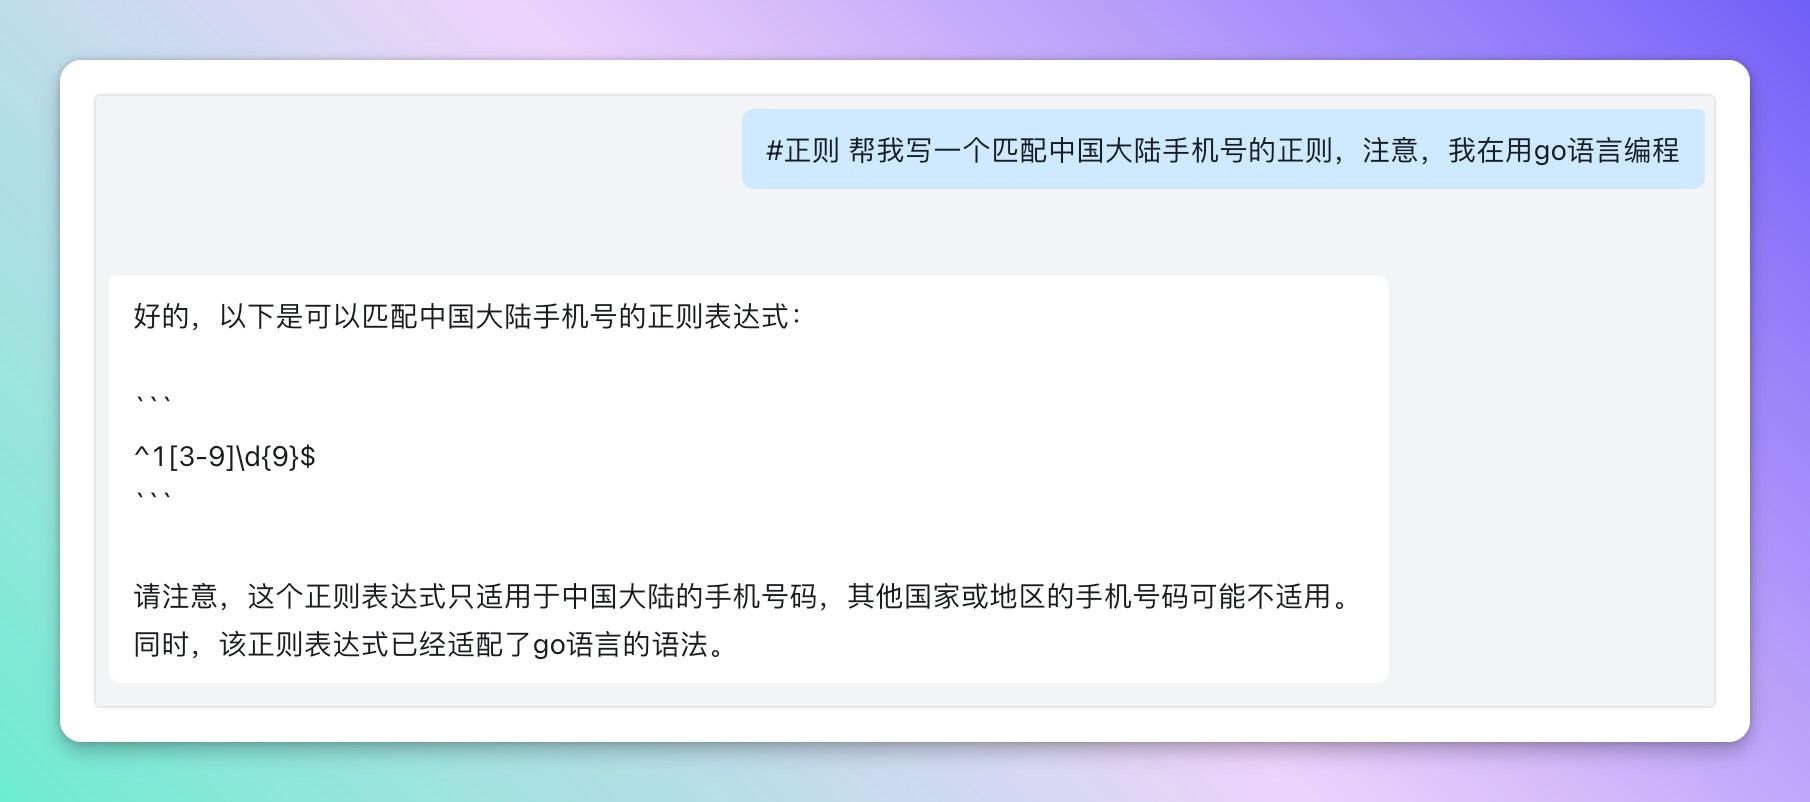 #正则 帮我写一个匹配中国大陆手机号的正则，注意，我在用go语言编程
好的，以下是可以匹配中国大陆手机号的正则表达式：
```
^1[3-9]\d{9}$
```
请注意，这个正则表达式只适用于中国大陆的手机号码，其他国家或地区的手机号码可能不适用。
同时，该正则表达式已经适配了go语言的语法。